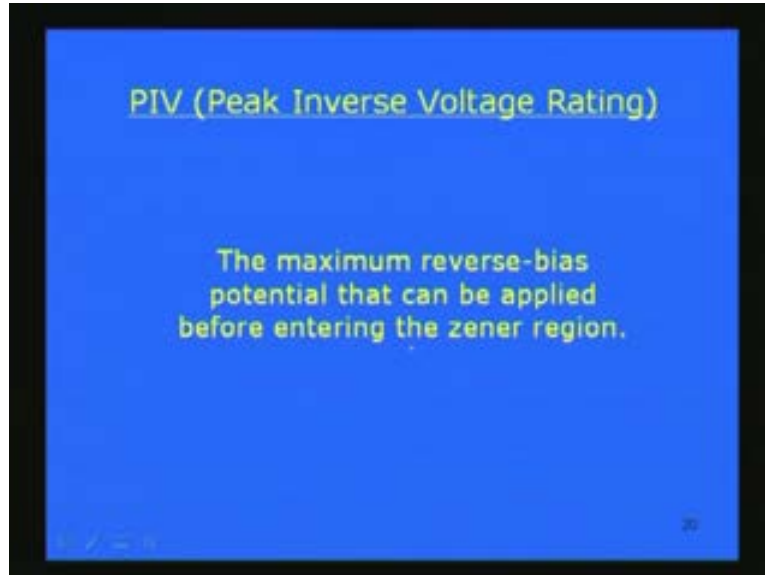 PIV (Peak Inverse Voltage Rating)
The maximum reverse-bias
potential that can be applied
before entering the zener region.
20